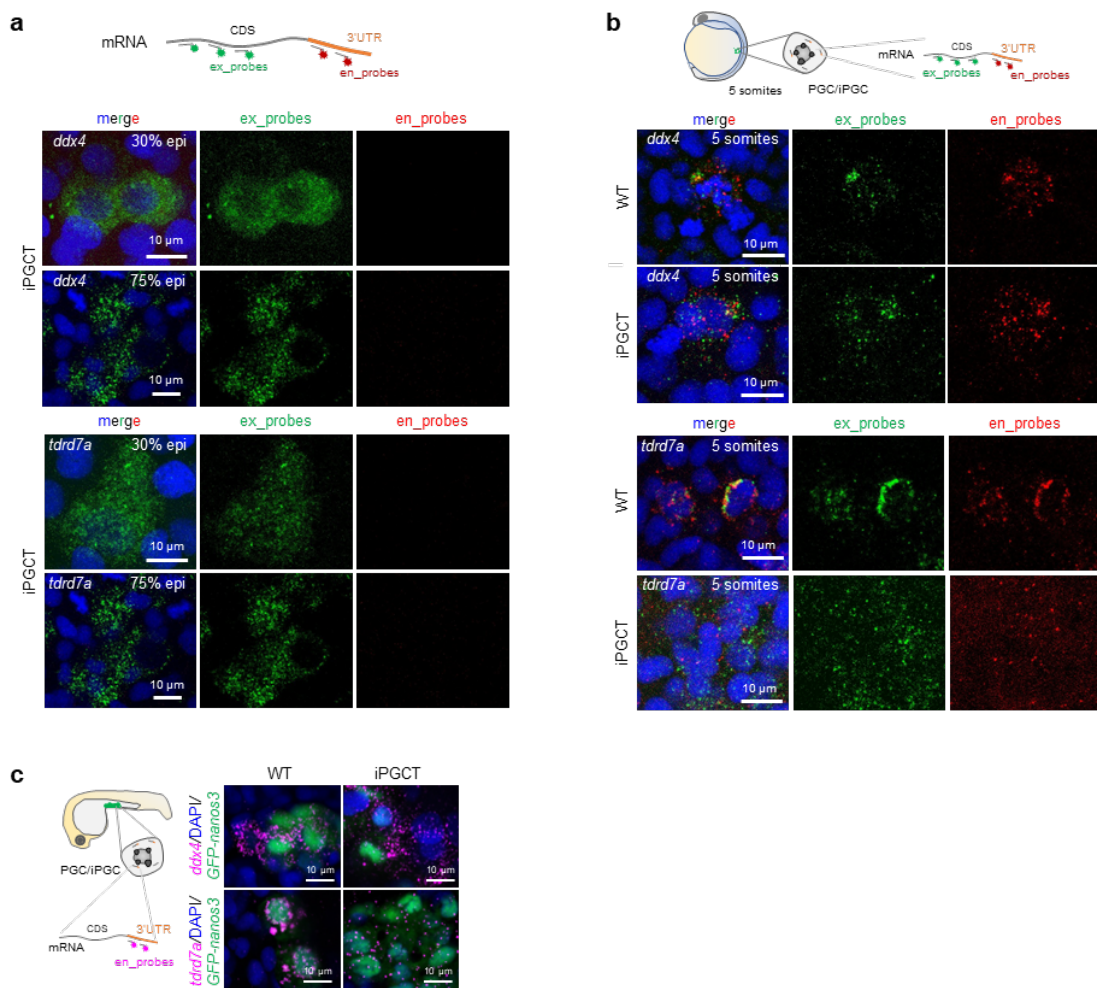 a
mRNA
CDS
3'UTR
ex_probes
en_probes
merge ex_probes en_probes
iPGCT
ddx4 30% epi
10 µm
ddx4 75% epi
10 µm
merge ex_probes en_probes
iPGCT
tdrd7a 30% epi
10 µm
tdrd7a 75% epi
10 µm
b
5 somites
PGC/iPGC
mRNA
CDS
3'UTR
ex_probes
en_probes
merge ex_probes en_probes
WT
ddx4 5 somites
10 µm
iPGCT
ddx4 5 somites
10 µm
merge ex_probes en_probes
WT
tdrd7a 5 somites
10 µm
iPGCT
tdrd7a 5 somites
10 µm
c
PGC/iPGC
CDS
3'UTR
mRNA
en_probes
WT iPGCT
ddx4/DAPI/
GFP-nanos3
10 µm
10 µm
tdrd7a/DAPI/
GFP-nanos3
10 µm
10 µm